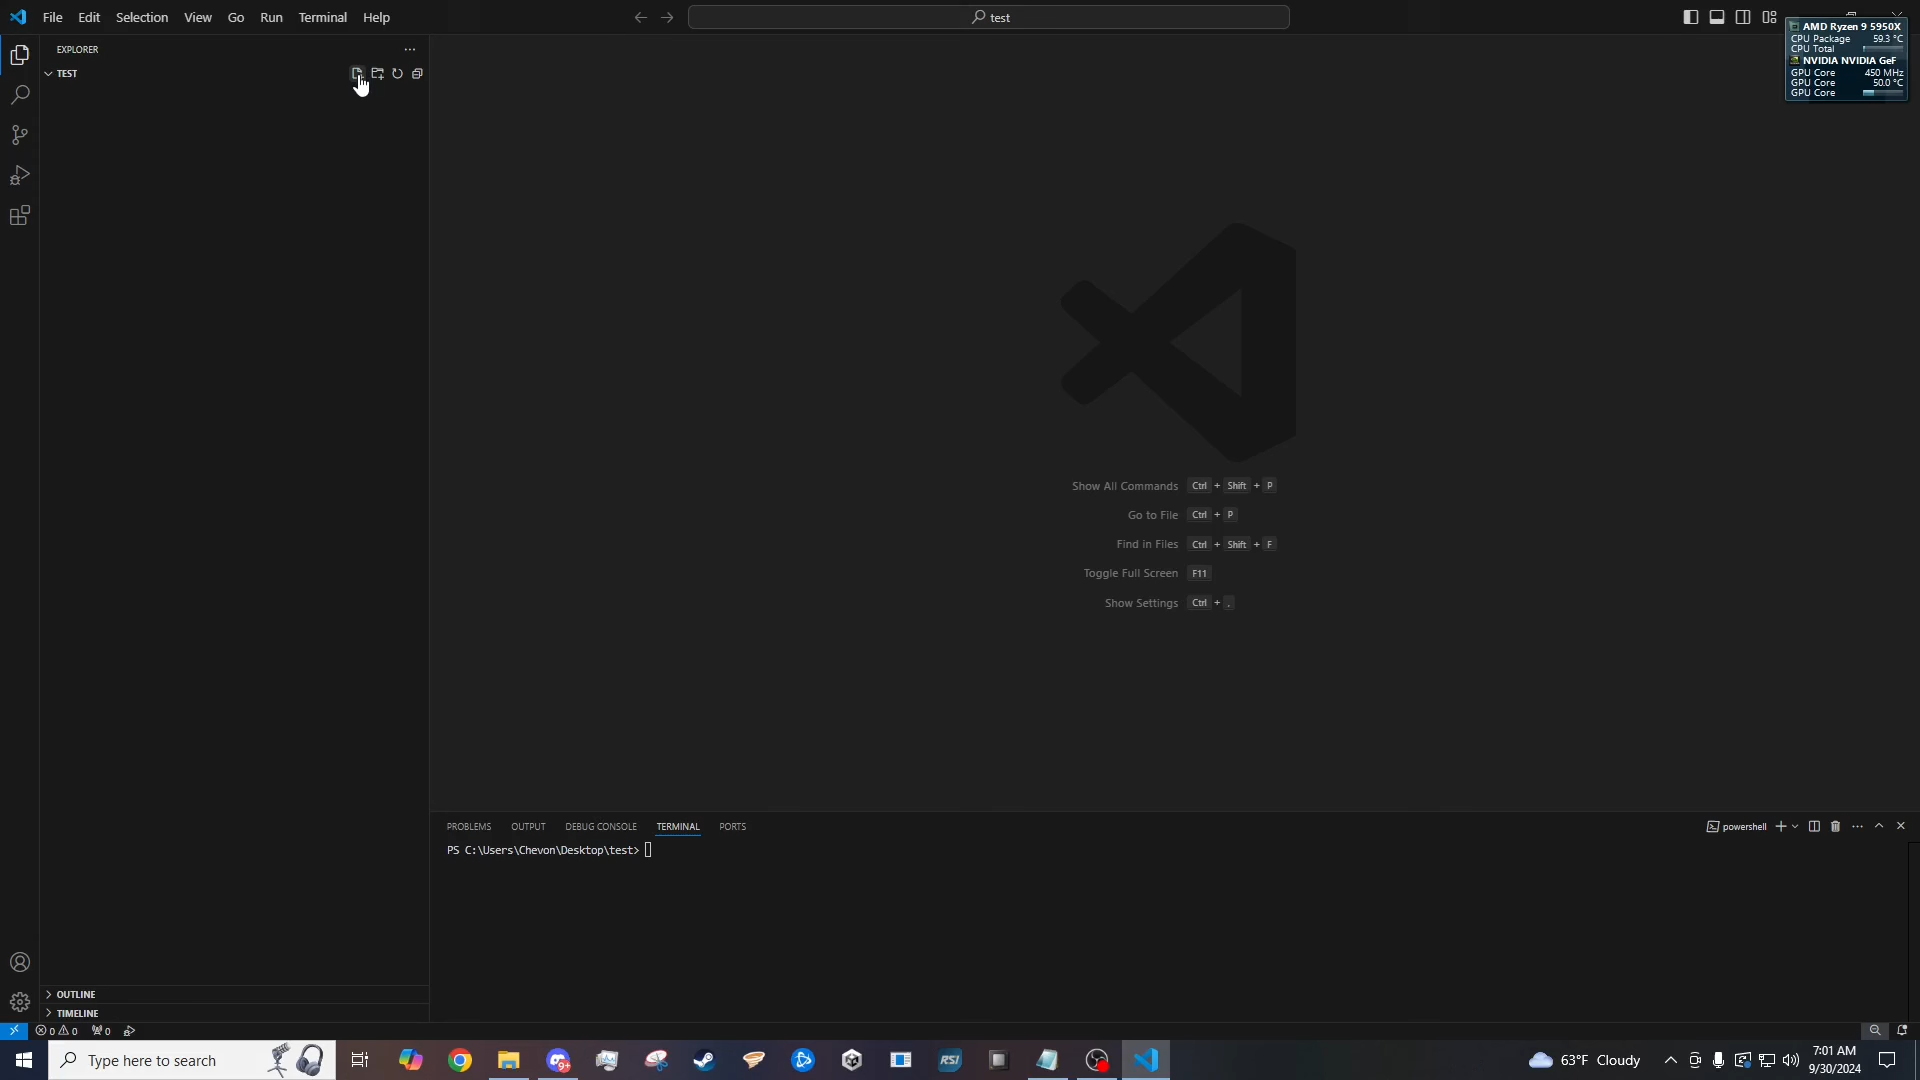 File Edit Selection View Go Run Terminal Help
test
EXPLORER
TEST
AMD Ryzen 9 5950X
CPU Package 59.3 °C
CPU Total
NVIDIA NVIDIA GeF
GPU Core 450 MHz
GPU Core 50.0 °C
GPU Core
Show All Commands Ctrl + Shift + P
Go to File Ctrl + P
Find in Files Ctrl + Shift + F
Toggle Full Screen F11
Show Settings Ctrl + ,
PROBLEMS OUTPUT DEBUG CONSOLE TERMINAL PORTS
powershell
PS C:\Users\Chevon\Desktop\test>
OUTLINE
TIMELINE
0 0 0
Type here to search
9+
RSI
63°F Cloudy
7:01 AM
9/30/2024